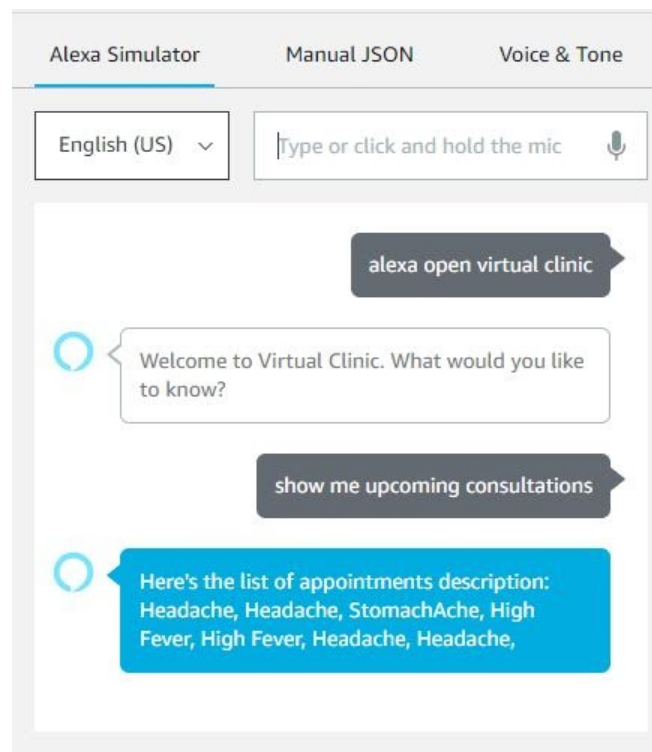 Alexa Simulator Manual JSON Voice & Tone
English (US) Type or click and hold the mic
alexa open virtual clinic
Welcome to Virtual Clinic. What would you like
to know?
show me upcoming consultations
Here's the list of appointments description:
Headache, Headache, StomachAche, High
Fever, High Fever, Headache, Headache,